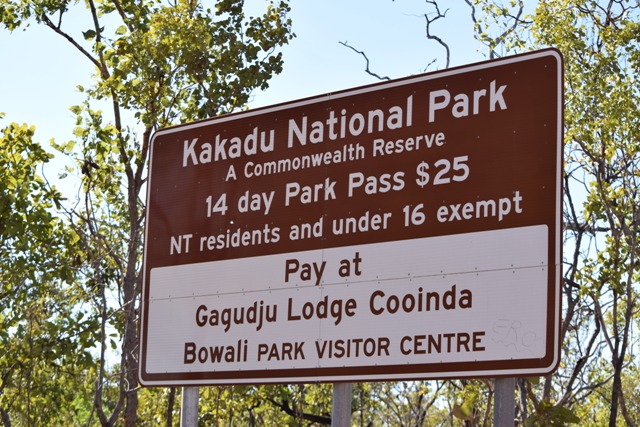 Kakadu National Park
A Commonwealth Reserve
14 day Park Pass $25
NT residents and under 16 exempt
Pay at
Gagudju Lodge Cooinda
Bowali PARK VISITOR CENTRE